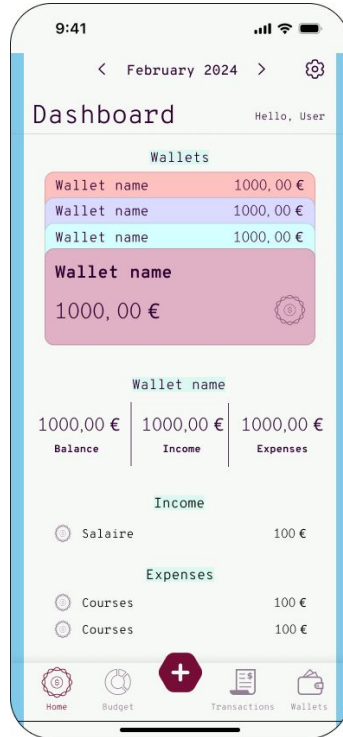 9:41
< February 2024 >
Dashboard Hello, User
Wallets
Wallet name 1000,00 €
Wallet name 1000,00 €
Wallet name 1000,00 €
Wallet name
1000,00 €
Wallet name
1000,00 € 1000,00 € 1000,00 €
Balance Income Expenses
Income
Salaire 100 €
Expenses
Courses 100 €
Courses 100 €
Home Budget + Transactions Wallets